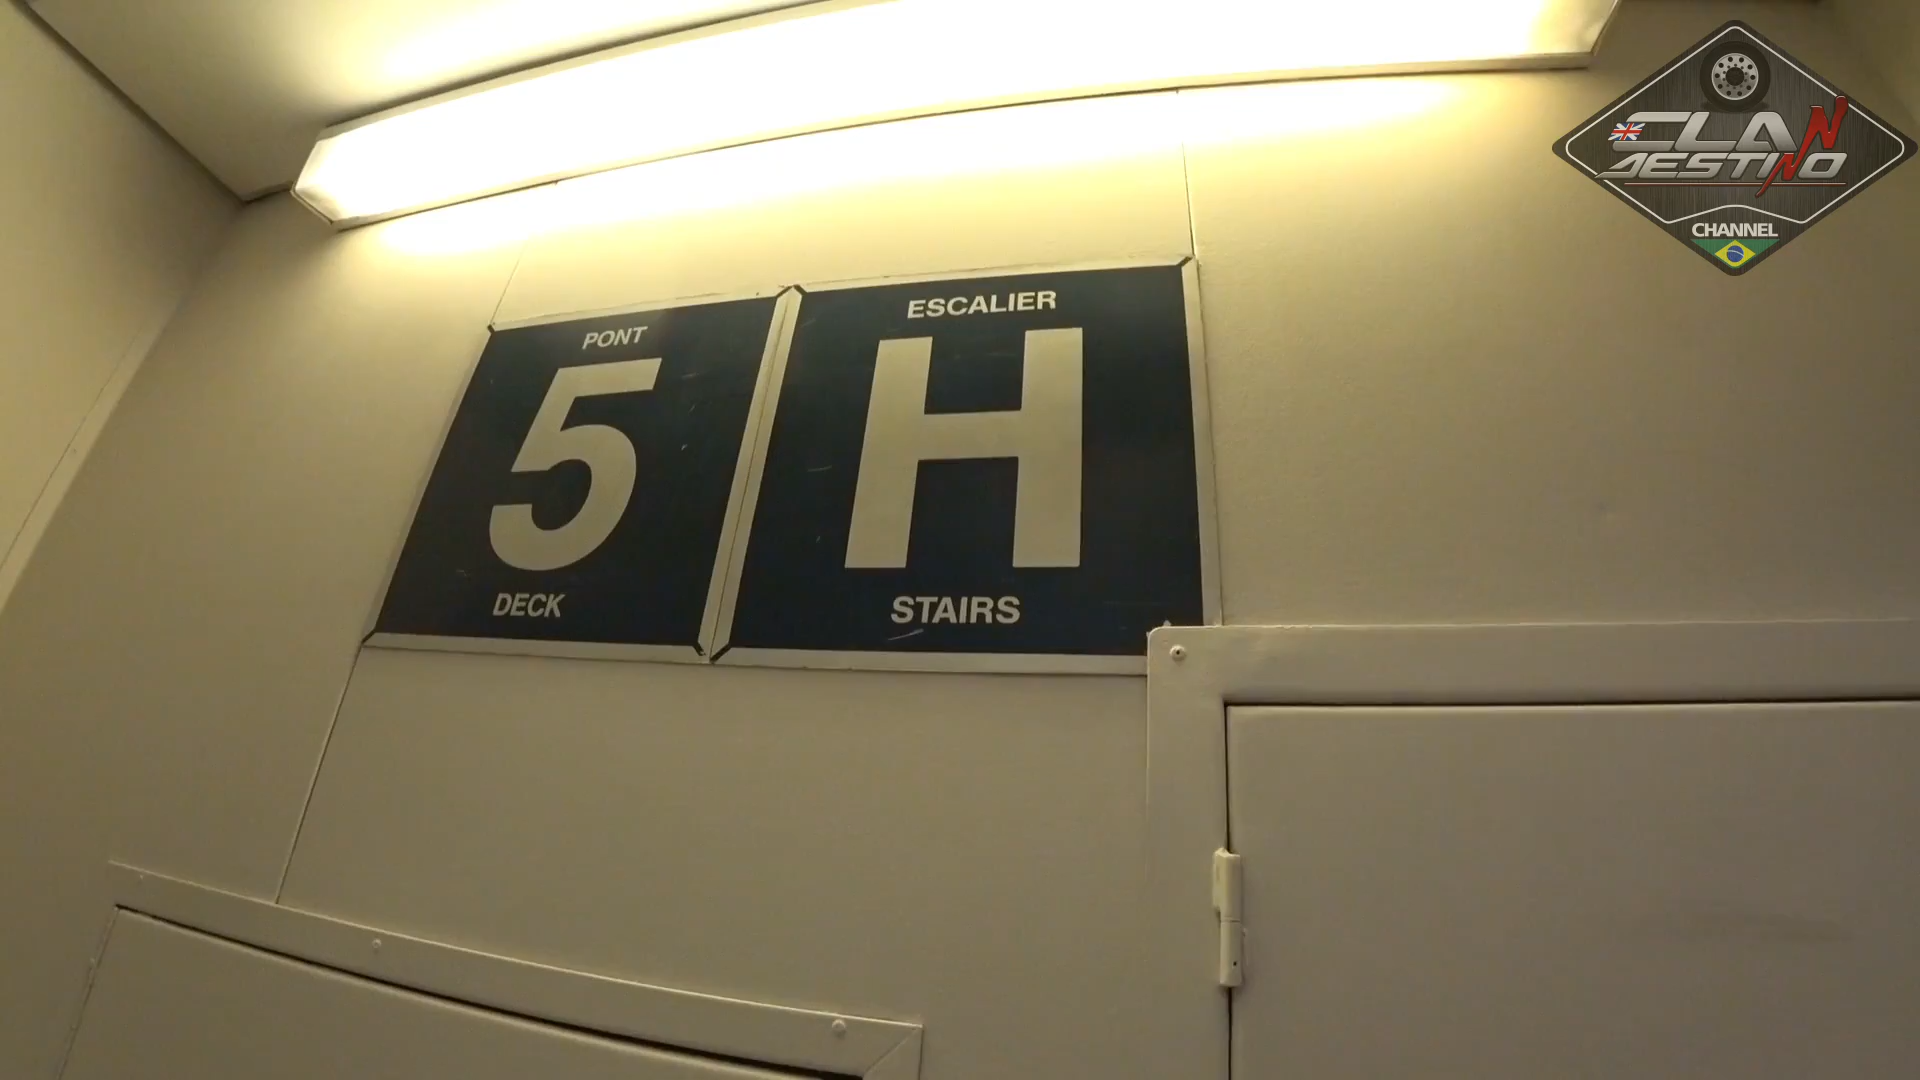 PONT
5
DECK
ESCALIER
H
STAIRS
CLAN
DESTINO
CHANNEL